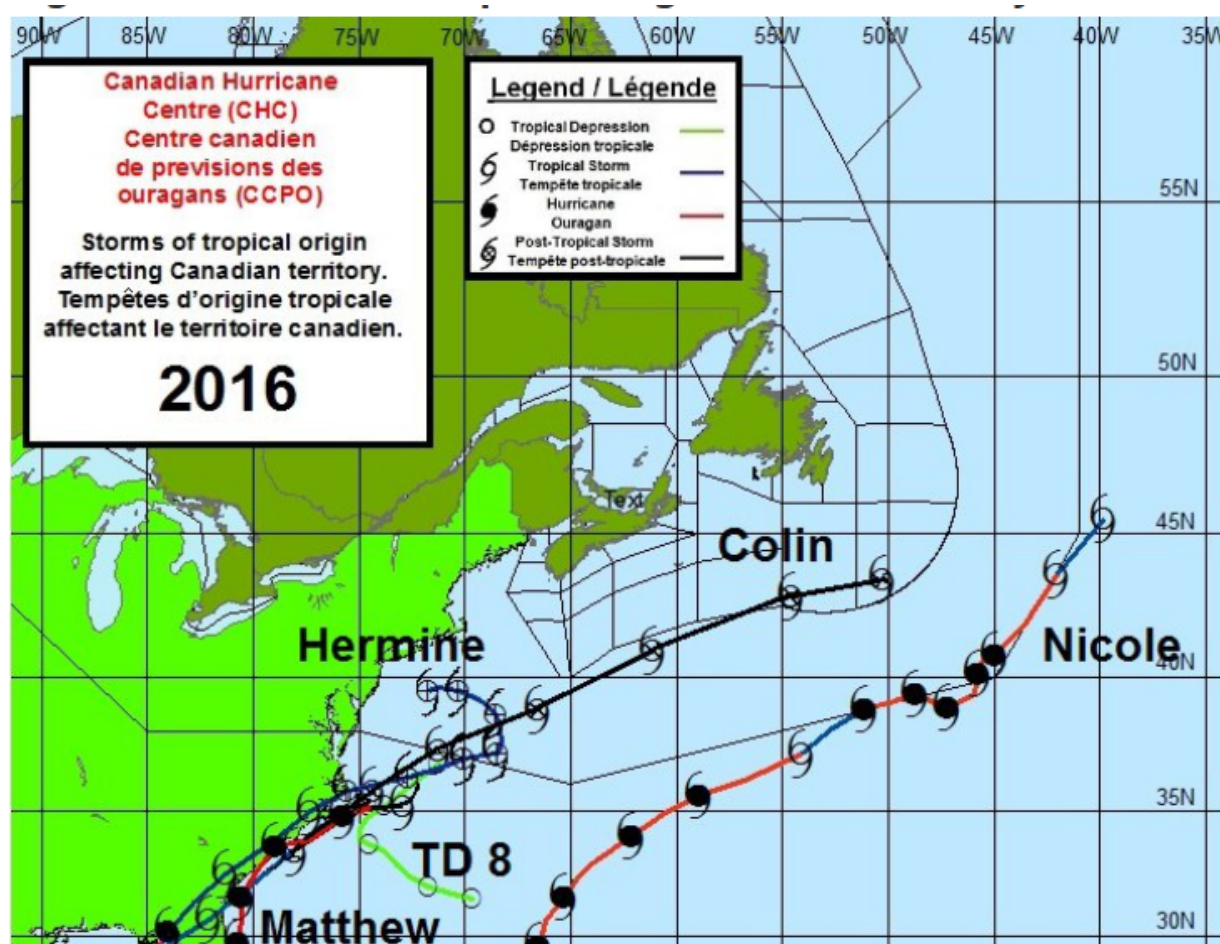 90W 85W 75W 70W 65W 60W 55W 50W 45W 40W 35W
Canadian Hurricane
Centre (CHC)
Centre canadien
de previsions des
ouragans (CCPO)
Storms of tropical origin
affecting Canadian territory.
Tempêtes d'origine tropicale
affectant le territoire canadien.
2016
Legend / Légende
Tropical Depression
Dépression tropicale
Tropical Storm
Tempête tropicale
Hurricane
Ouragan
Post-Tropical Storm
Tempête post-tropicale
55N
50N
Text
45N
Colin
Hermine
Nicole
40N
35N
TD 8
Matthew
30N